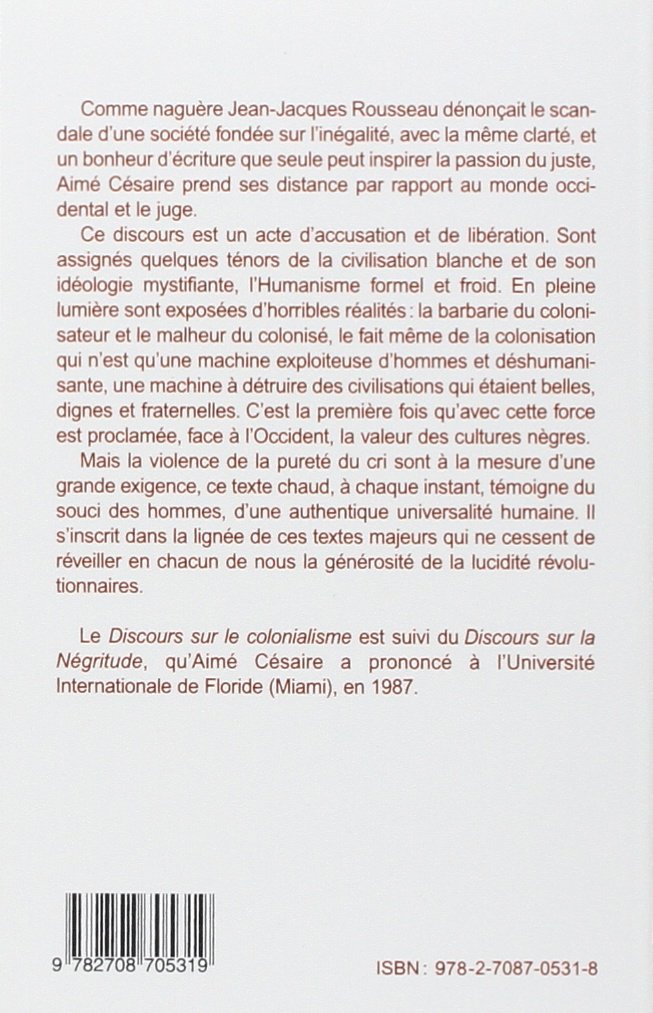 Comme naguère Jean-Jacques Rousseau dénonçait le scan-
dale d'une société fondée sur l'inégalité, avec la même clarté, et
un bonheur d'écriture que seule peut inspirer la passion du juste,
Aimé Césaire prend ses distance par rapport au monde occi-
dental et le juge.
Ce discours est un acte d'accusation et de libération. Sont
assignés quelques ténors de la civilisation blanche et de son
idéologie mystifiante, l'Humanisme formel et froid. En pleine
lumière sont exposées d'horribles réalités : la barbarie du coloni-
sateur et le malheur du colonisé, le fait même de la colonisation
qui n'est qu'une machine exploiteuse d'hommes et déshumani-
sante, une machine à détruire des civilisations qui étaient belles,
dignes et fraternelles. C'est la première fois qu'avec cette force
est proclamée, face à l'Occident, la valeur des cultures nègres.
Mais la violence de la pureté du cri sont à la mesure d'une
grande exigence, ce texte chaud, à chaque instant, témoigne du
souci des hommes, d'une authentique universalité humaine. Il
s'inscrit dans la lignée de ces textes majeurs qui ne cessent de
réveiller en chacun de nous la générosité de la lucidité révolu-
tionnaires.
Le Discours sur le colonialisme est suivi du Discours sur la
Négritude, qu'Aimé Césaire a prononcé à l'Université
Internationale de Floride (Miami), en 1987.
9 782708 705319
ISBN : 978-2-7087-0531-8